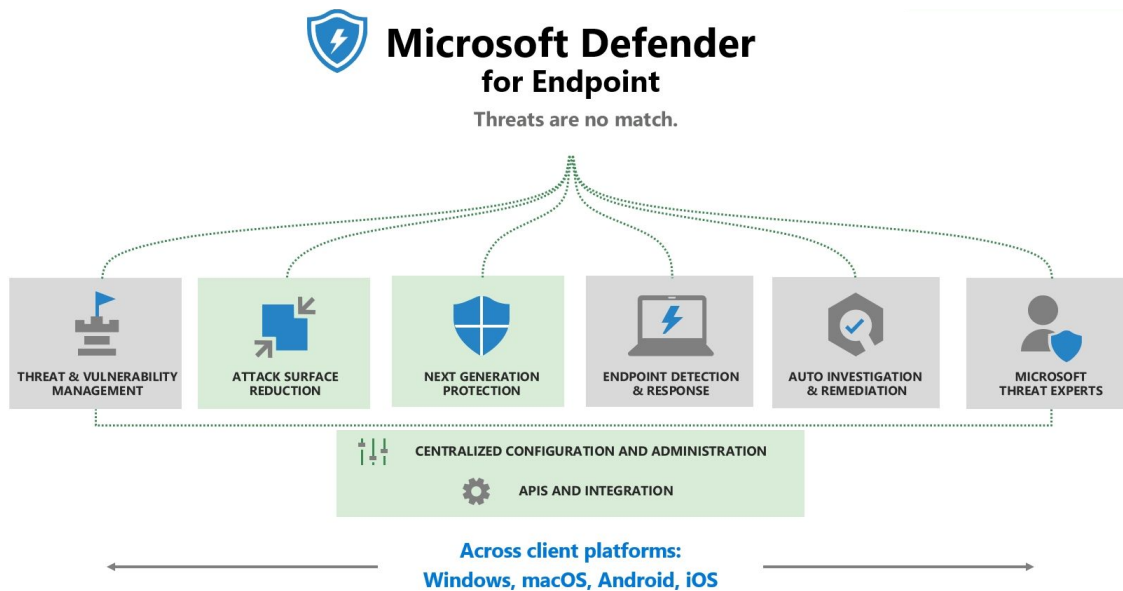 Microsoft Defender
for Endpoint
Threats are no match.
THREAT & VULNERABILITY
MANAGEMENT
ATTACK SURFACE
REDUCTION
NEXT GENERATION
PROTECTION
ENDPOINT DETECTION
& RESPONSE
AUTO INVESTIGATION
& REMEDIATION
MICROSOFT
THREAT EXPERTS
CENTRALIZED CONFIGURATION AND ADMINISTRATION
APIS AND INTEGRATION
Across client platforms:
Windows, macOS, Android, iOS